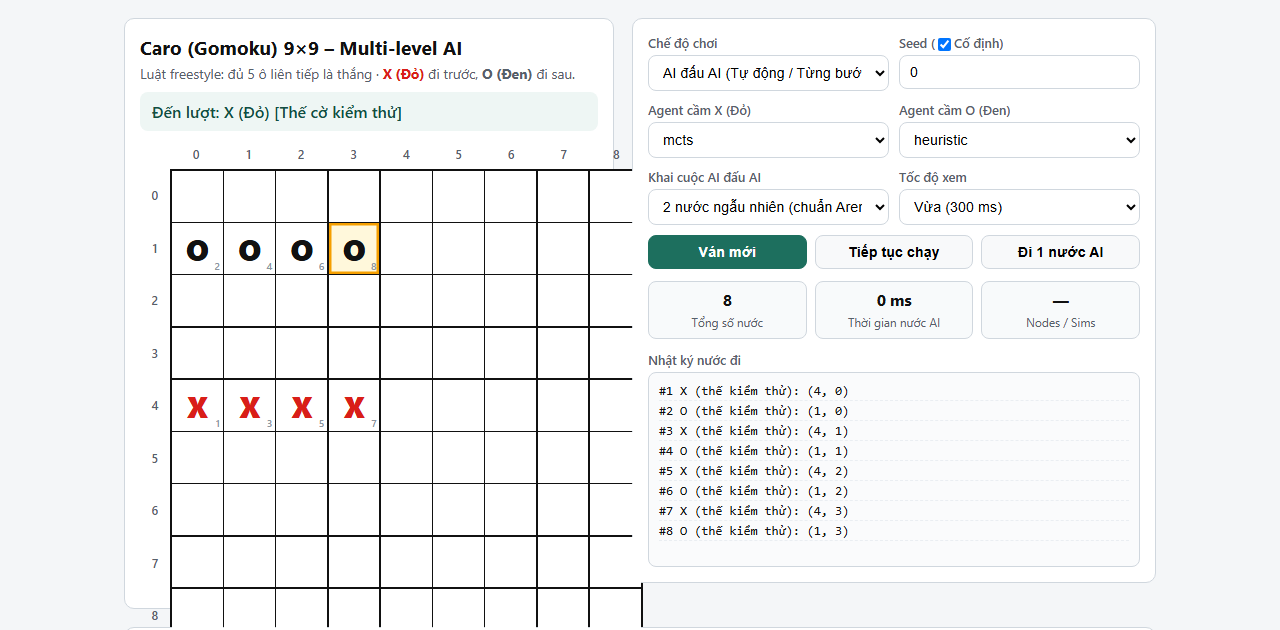 Caro (Gomoku) 9×9 – Multi-level AI
Luật freestyle: đủ 5 ô liên tiếp là thắng · X (Đỏ) đi trước, O (Đen) đi sau.
Đến lượt: X (Đỏ) [Thế cờ kiểm thử]
0 1 2 3 4 5 6 7 8
0
1 O 2 O 4 O 6 O 8
2
3
4 X 1 X 3 X 5 X 7
5
6
7
8
Chế độ chơi
AI đấu AI (Tự động / Từng bướ
Seed ( Cố định)
0
Agent cầm X (Đỏ)
mcts
Agent cầm O (Đen)
heuristic
Khai cuộc AI đấu AI
2 nước ngẫu nhiên (chuẩn Arer
Tốc độ xem
Vừa (300 ms)
Ván mới
Tiếp tục chạy
Đi 1 nước AI
8
Tổng số nước
0 ms
Thời gian nước AI
—
Nodes / Sims
Nhật ký nước đi
#1 X (thế kiểm thử): (4, 0)
#2 O (thế kiểm thử): (1, 0)
#3 X (thế kiểm thử): (4, 1)
#4 O (thế kiểm thử): (1, 1)
#5 X (thế kiểm thử): (4, 2)
#6 O (thế kiểm thử): (1, 2)
#7 X (thế kiểm thử): (4, 3)
#8 O (thế kiểm thử): (1, 3)